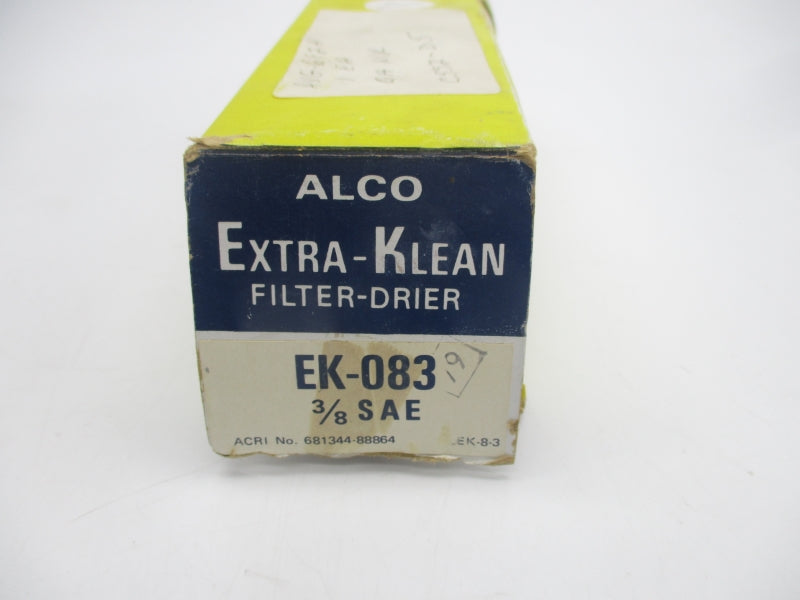 ALCO
EXTRA-KLEAN
FILTER-DRIER
EK-083
19
3/8 SAE
ACRI No. 681344-88864
EK-8-3